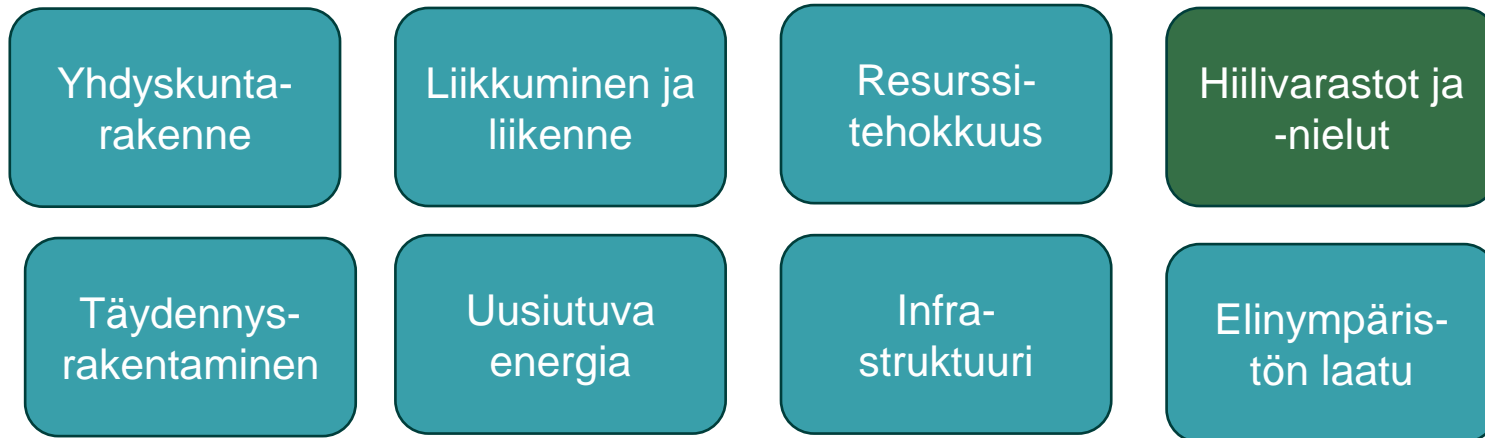 Yhdyskunta-
rakenne
Liikkuminen ja
liikenne
Resurssi-
tehokkuus
Hiilivarastot ja
-nielut
Täydennys-
rakentaminen
Uusiutuva
energia
Infra-
struktuuri
Elinympäris-
tön laatu